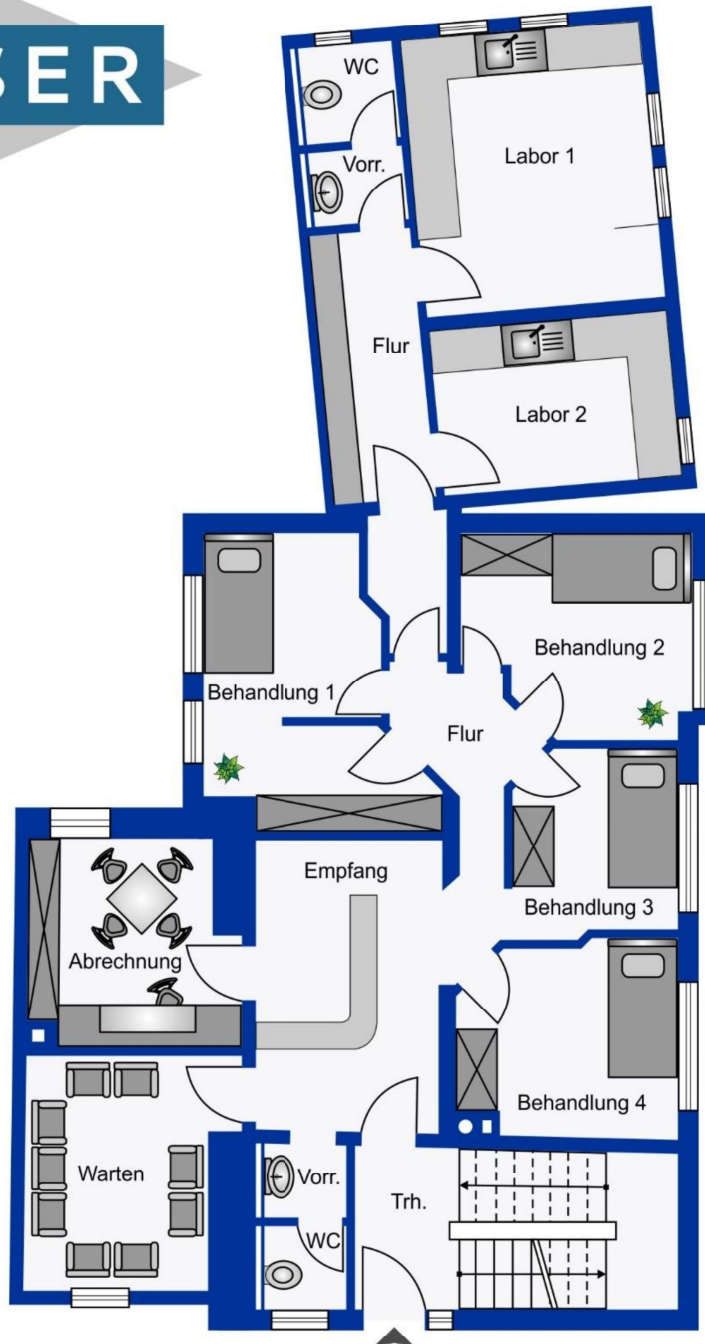 SER
WC
Vorr.
Labor 1
Flur
Labor 2
Behandlung 1
Behandlung 2
Flur
Empfang
Behandlung 3
Abrechnung
Behandlung 4
Warten
Vorr.
Trh.
WC